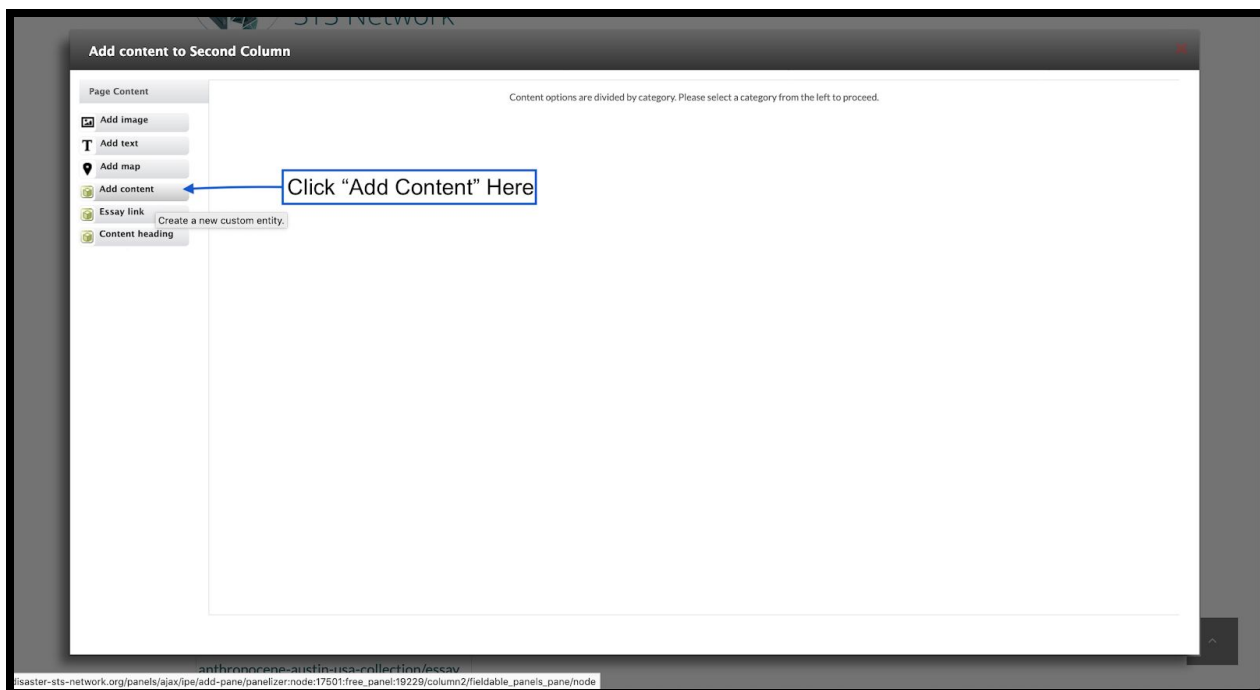 STS Network
Add content to Second Column
Page Content
Content options are divided by category. Please select a category from the left to proceed.
Add image
T Add text
Add map
Add content
Click “Add Content” Here
Essay link
Create a new custom entity.
Content heading
anthropocene-austin-usa-collection/essay
disaster-sts-network.org/panels/ajax/ipe/add-pane/panelizer:node:17501:free_panel:19229/column2/fieldable_panels_pane/node